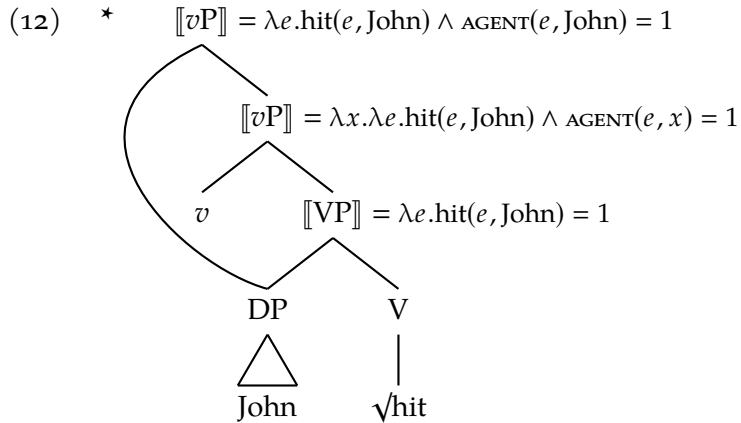 (12) * ⟦vP⟧ = λe.hit(e, John) ∧ AGENT(e, John) = 1
⟦vP⟧ = λx.λe.hit(e, John) ∧ AGENT(e, x) = 1
v ⟦VP⟧ = λe.hit(e, John) = 1
DP V
John √hit